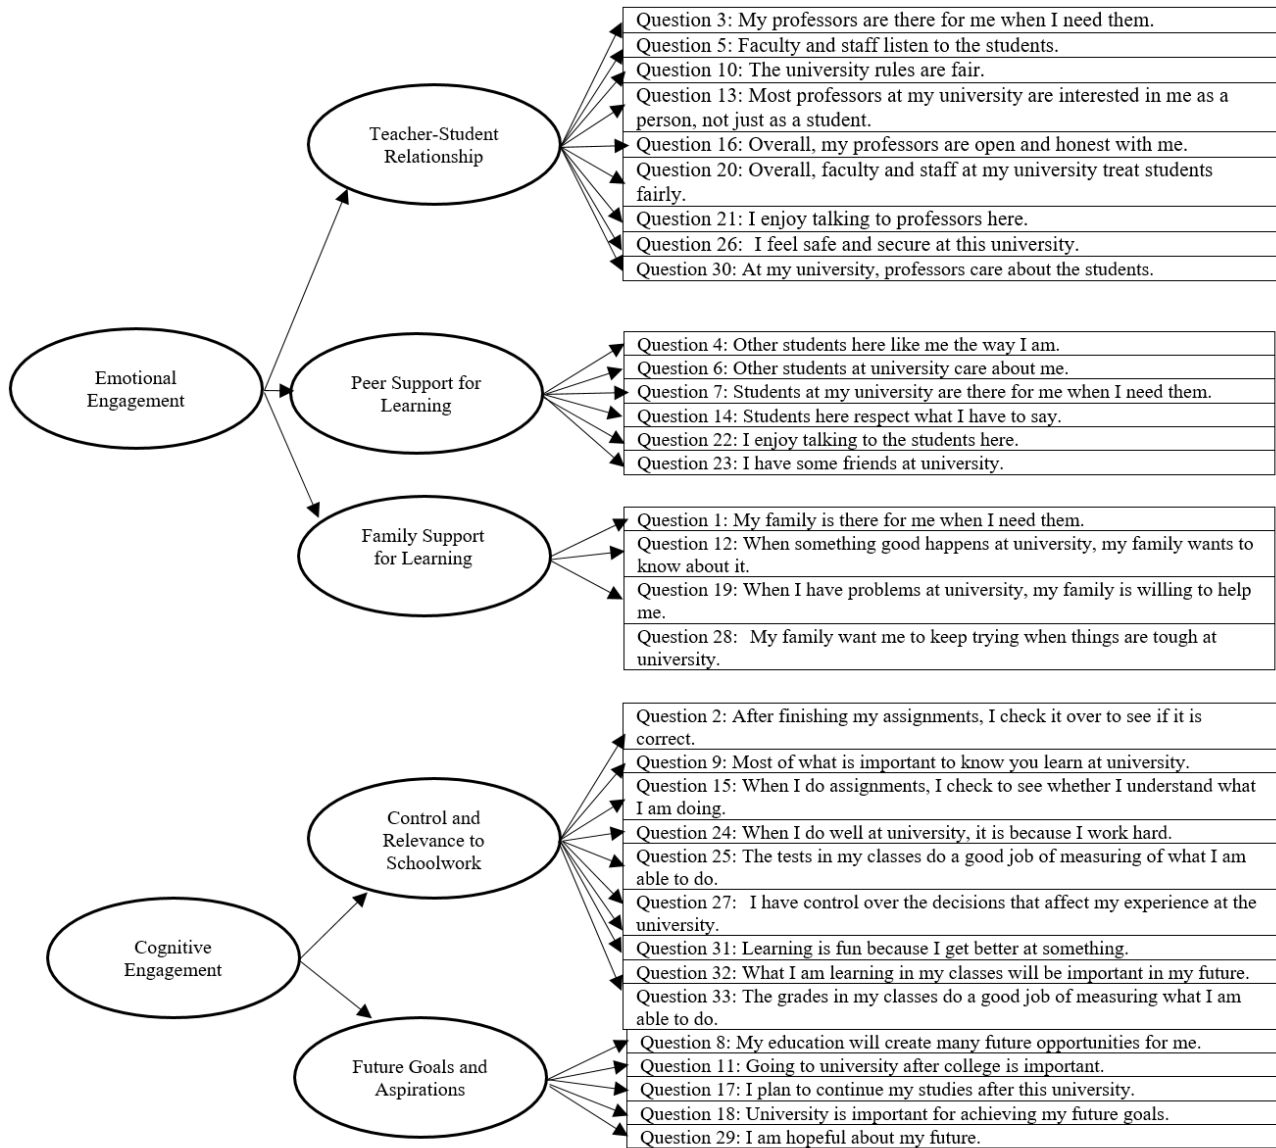 Question 3: My professors are there for me when I need them.
Question 5: Faculty and staff listen to the students.
Question 10: The university rules are fair.
Question 13: Most professors at my university are interested in me as a
person, not just as a student.
Question 16: Overall, my professors are open and honest with me.
Question 20: Overall, faculty and staff at my university treat students
fairly.
Question 21: I enjoy talking to professors here.
Question 26: I feel safe and secure at this university.
Question 30: At my university, professors care about the students.
Teacher-Student
Relationship
Emotional
Engagement
Peer Support for
Learning
Question 4: Other students here like me the way I am.
Question 6: Other students at university care about me.
Question 7: Students at my university are there for me when I need them.
Question 14: Students here respect what I have to say.
Question 22: I enjoy talking to the students here.
Question 23: I have some friends at university.
Family Support
for Learning
Question 1: My family is there for me when I need them.
Question 12: When something good happens at university, my family wants to
know about it.
Question 19: When I have problems at university, my family is willing to help
me.
Question 28: My family want me to keep trying when things are tough at
university.
Question 2: After finishing my assignments, I check it over to see if it is
correct.
Question 9: Most of what is important to know you learn at university.
Question 15: When I do assignments, I check to see whether I understand what
I am doing.
Question 24: When I do well at university, it is because I work hard.
Question 25: The tests in my classes do a good job of measuring of what I am
able to do.
Question 27: I have control over the decisions that affect my experience at the
university.
Question 31: Learning is fun because I get better at something.
Question 32: What I am learning in my classes will be important in my future.
Question 33: The grades in my classes do a good job of measuring what I am
able to do.
Control and
Relevance to
Schoolwork
Cognitive
Engagement
Future Goals and
Aspirations
Question 8: My education will create many future opportunities for me.
Question 11: Going to university after college is important.
Question 17: I plan to continue my studies after this university.
Question 18: University is important for achieving my future goals.
Question 29: I am hopeful about my future.